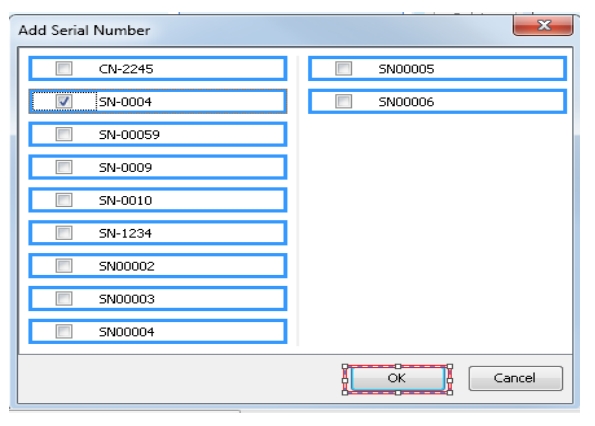 Add Serial Number
CN-2245
SN-0004
SN-00059
SN-0009
SN-0010
SN-1234
SN00002
SN00003
SN00004
SN00005
SN00006
OK
Cancel